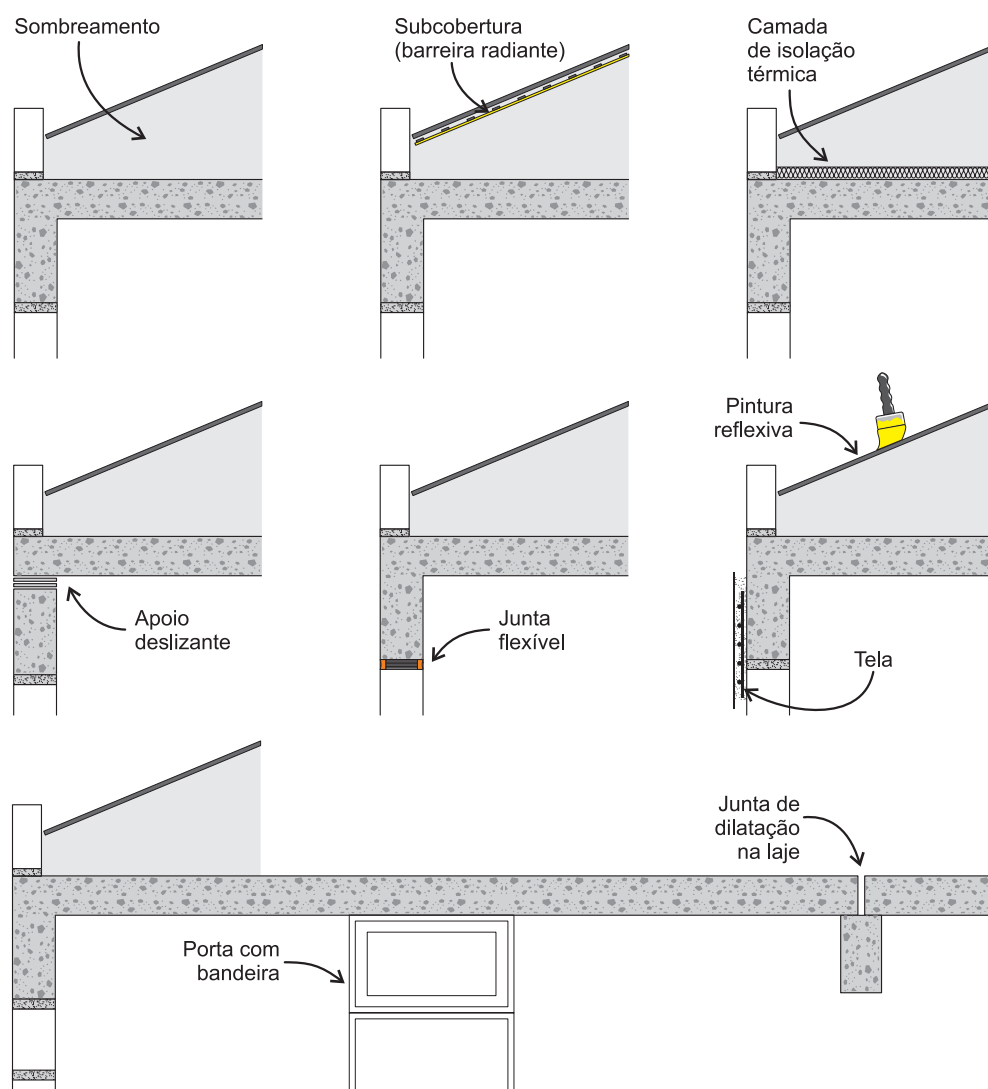 Sombreamento
Subcobertura
(barreira radiante)
Camada
de isolação
térmica
Pintura
reflexiva
Apoio
deslizante
Junta
flexível
Tela
Junta de
dilatação
na laje
Porta com
bandeira